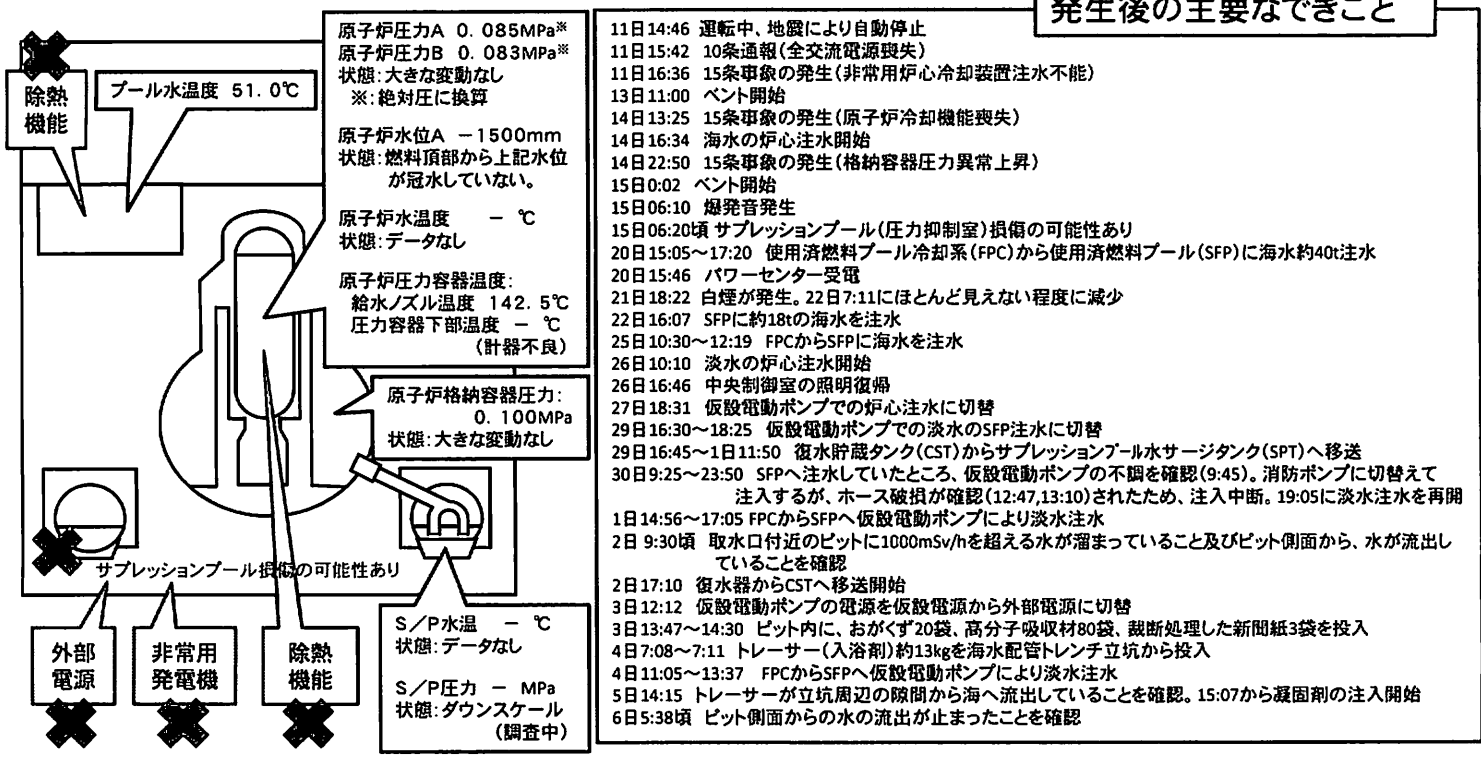 発生後の主要なできごと
除熱
機能
プール水温度 51.0℃
原子炉圧力A 0.085MPa※
原子炉圧力B 0.083MPa※
状態:大きな変動なし
※:絶対圧に換算
原子炉水位A －1500mm
状態:燃料頂部から上記水位
が冠水していない。
原子炉水温度 － ℃
状態:データなし
原子炉圧力容器温度:
給水ノズル温度 142.5℃
圧力容器下部温度 － ℃
(計器不良)
原子炉格納容器圧力:
0.100MPa
状態:大きな変動なし
サプレッションプール損傷の可能性あり
外部
電源
非常用
発電機
除熱
機能
S／P水温 － ℃
状態:データなし
S／P圧力 － MPa
状態:ダウンスケール
(調査中)
11日14:46 運転中、地震により自動停止
11日15:42 10条通報(全交流電源喪失)
11日16:36 15条事象の発生(非常用炉心冷却装置注水不能)
13日11:00 ベント開始
14日13:25 15条事象の発生(原子炉冷却機能喪失)
14日16:34 海水の炉心注水開始
14日22:50 15条事象の発生(格納容器圧力異常上昇)
15日0:02 ベント開始
15日06:10 爆発音発生
15日06:20頃 サプレッションプール(圧力抑制室)損傷の可能性あり
20日15:05～17:20 使用済燃料プール冷却系(FPC)から使用済燃料プール(SFP)に海水約40t注水
20日15:46 パワーセンター受電
21日18:22 白煙が発生。22日7:11にほとんど見えない程度に減少
22日16:07 SFPに約18tの海水を注水
25日10:30～12:19 FPCからSFPに海水を注水
26日10:10 淡水の炉心注水開始
26日16:46 中央制御室の照明復帰
27日18:31 仮設電動ポンプでの炉心注水に切替
29日16:30～18:25 仮設電動ポンプでの淡水のSFP注水に切替
29日16:45～1日11:50 復水貯蔵タンク(CST)からサプレッションプール水サージタンク(SPT)へ移送
30日9:25～23:50 SFPへ注水していたところ、仮設電動ポンプの不調を確認(9:45)。消防ポンプに切替えて
注入するが、ホース破損が確認(12:47,13:10)されたため、注入中断。19:05に淡水注水を再開
1日14:56～17:05 FPCからSFPへ仮設電動ポンプにより淡水注水
2日 9:30頃 取水口付近のピットに1000mSv/hを超える水が溜まっていること及びピット側面から、水が流出し
ていることを確認
2日17:10 復水器からCSTへ移送開始
3日12:12 仮設電動ポンプの電源を仮設電源から外部電源に切替
3日13:47～14:30 ピット内に、おがくず20袋、高分子吸収材80袋、裁断処理した新聞紙3袋を投入
4日7:08～7:11 トレーサー(入浴剤)約13kgを海水配管トレンチ立坑から投入
4日11:05～13:37 FPCからSFPへ仮設電動ポンプにより淡水注水
5日14:15 トレーサーが立坑周辺の隙間から海へ流出していることを確認。15:07から凝固剤の注入開始
6日5:38頃 ピット側面からの水の流出が止まったことを確認